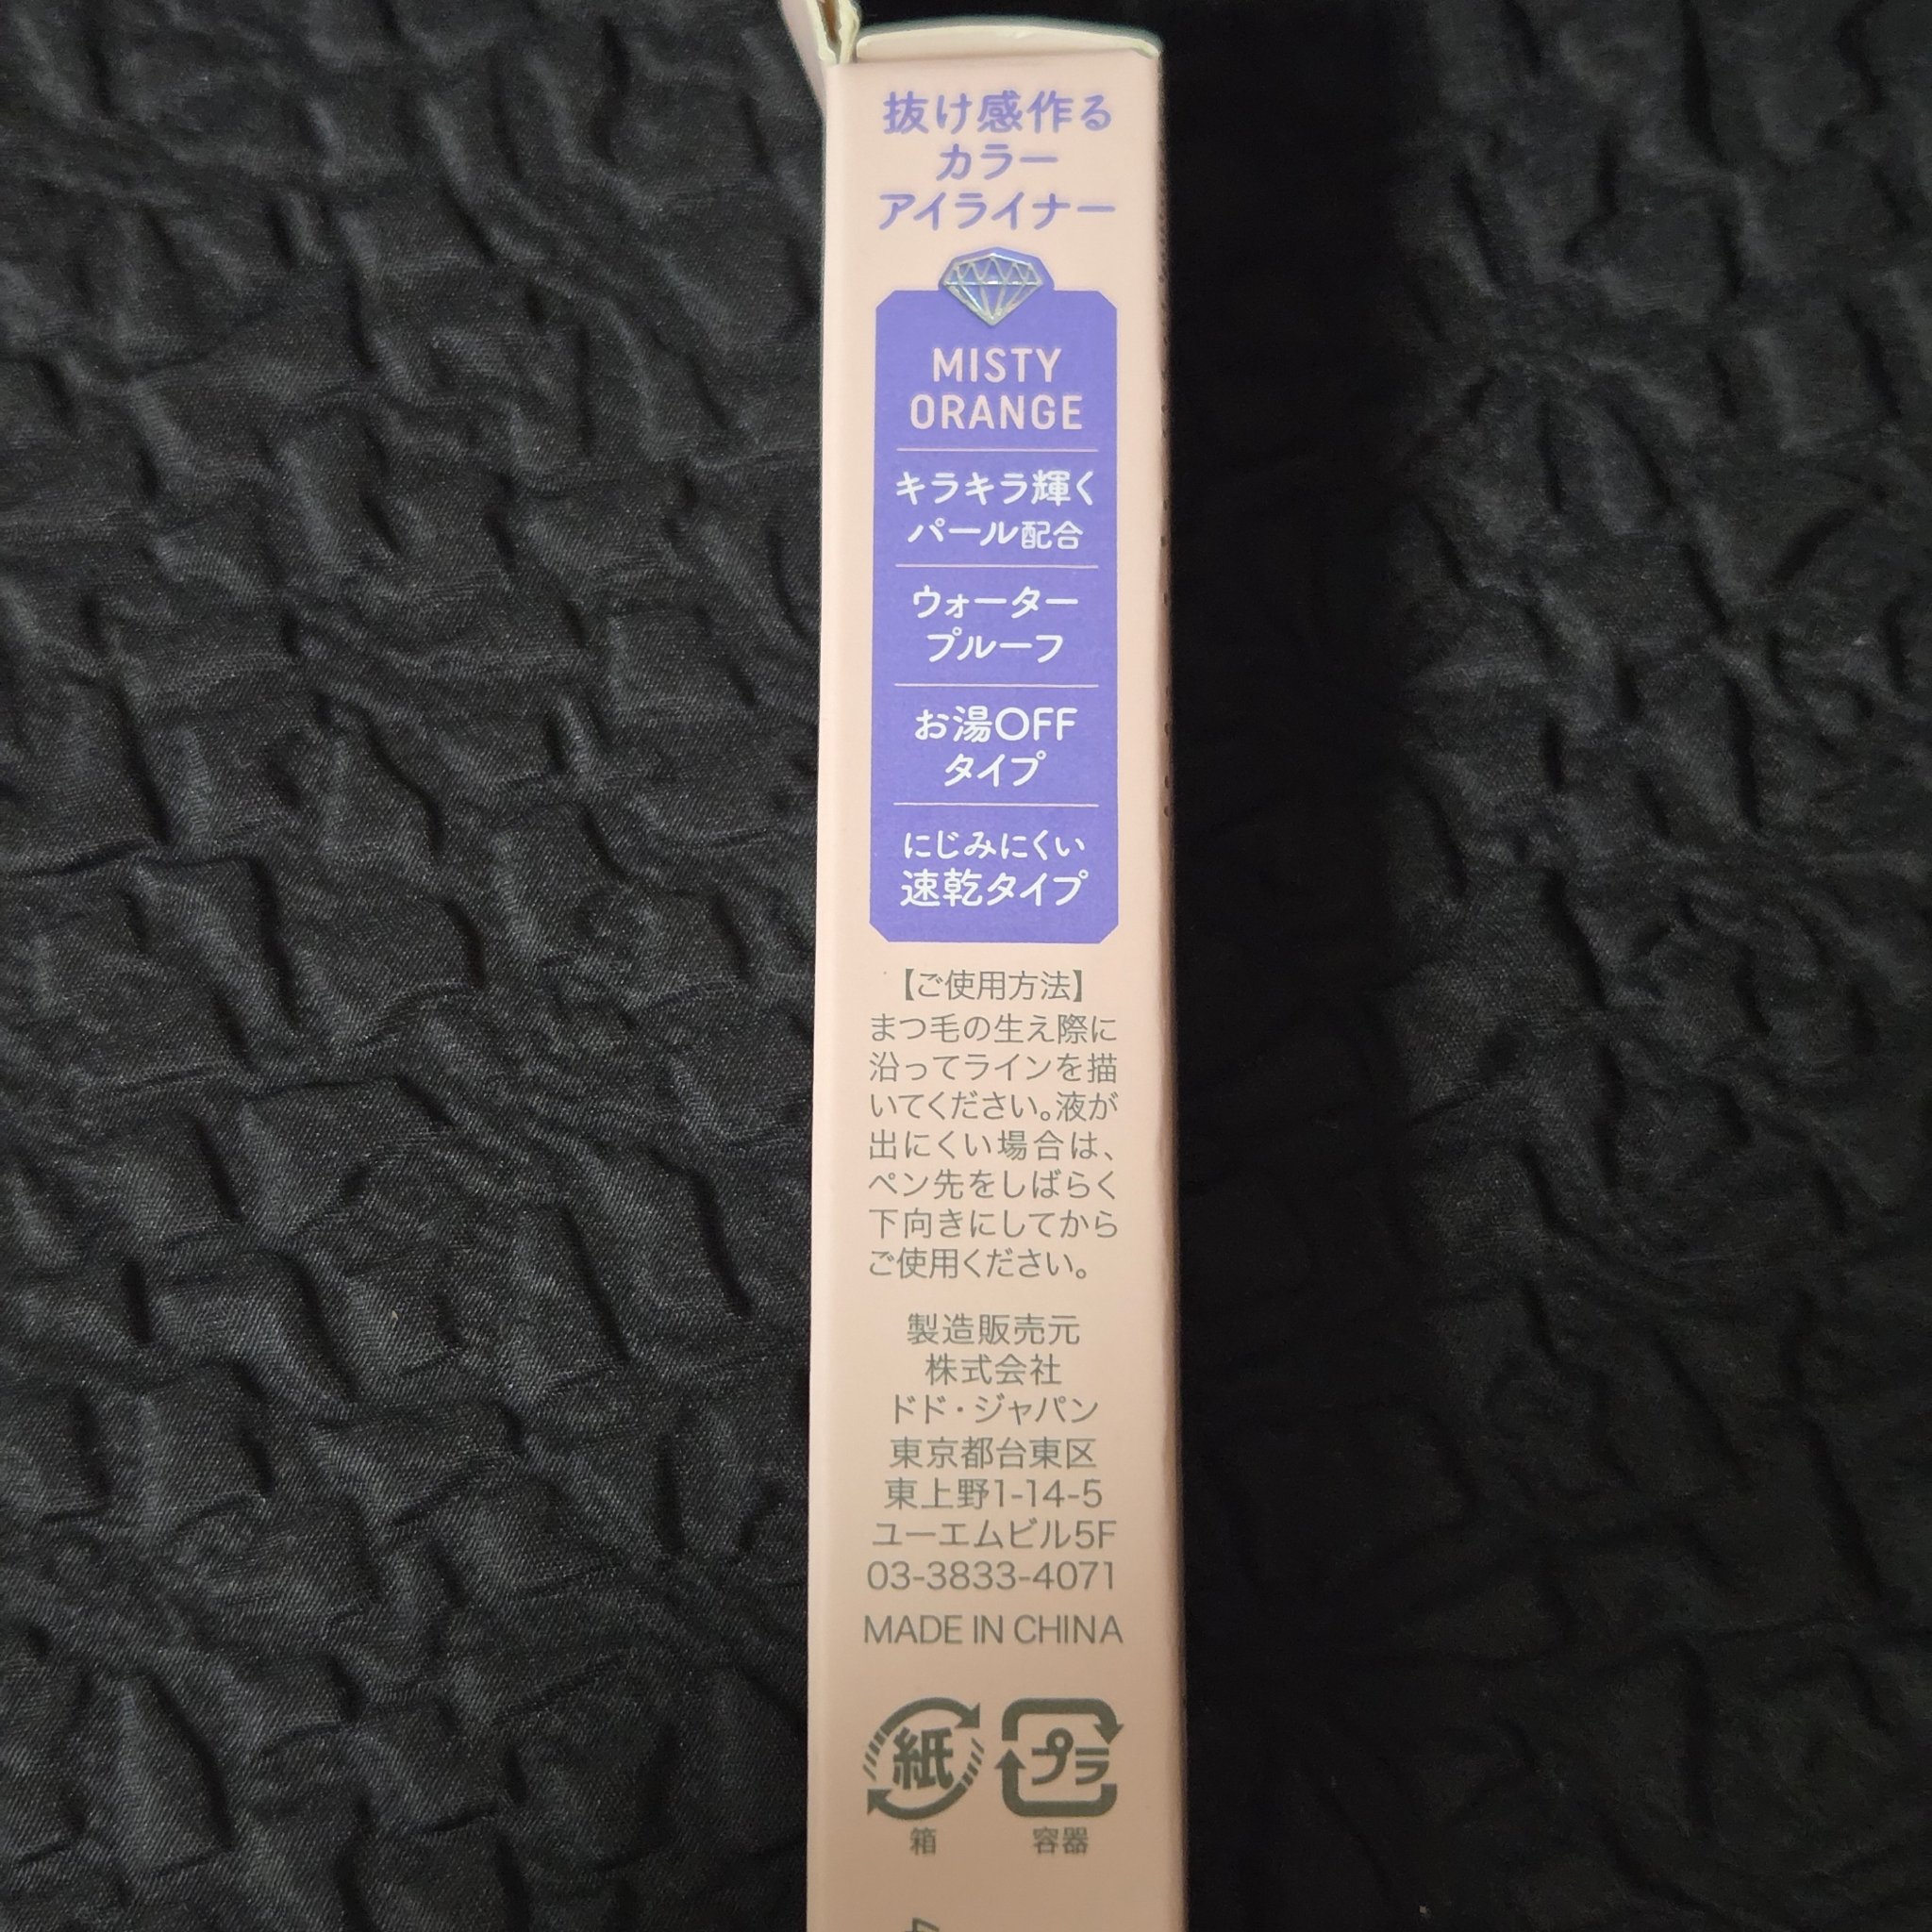 抜け感作る
カラー
アイライナー
MISTY
ORANGE
キラキラ輝く
パール配合
ウォーター
プルーフ
お湯OFF
タイプ
にじみにくい
速乾タイプ
【ご使用方法】
まつ毛の生え際に
沿ってラインを描
いてください。液が
出にくい場合は、
ペン先をしばらく
下向きにしてから
ご使用ください。
製造販売元
株式会社
ドド・ジャパン
東京都台東区
東上野1-14-5
ユーエムビル5F
03-3833-4071
MADE IN CHINA
紙 プラ
箱 容器